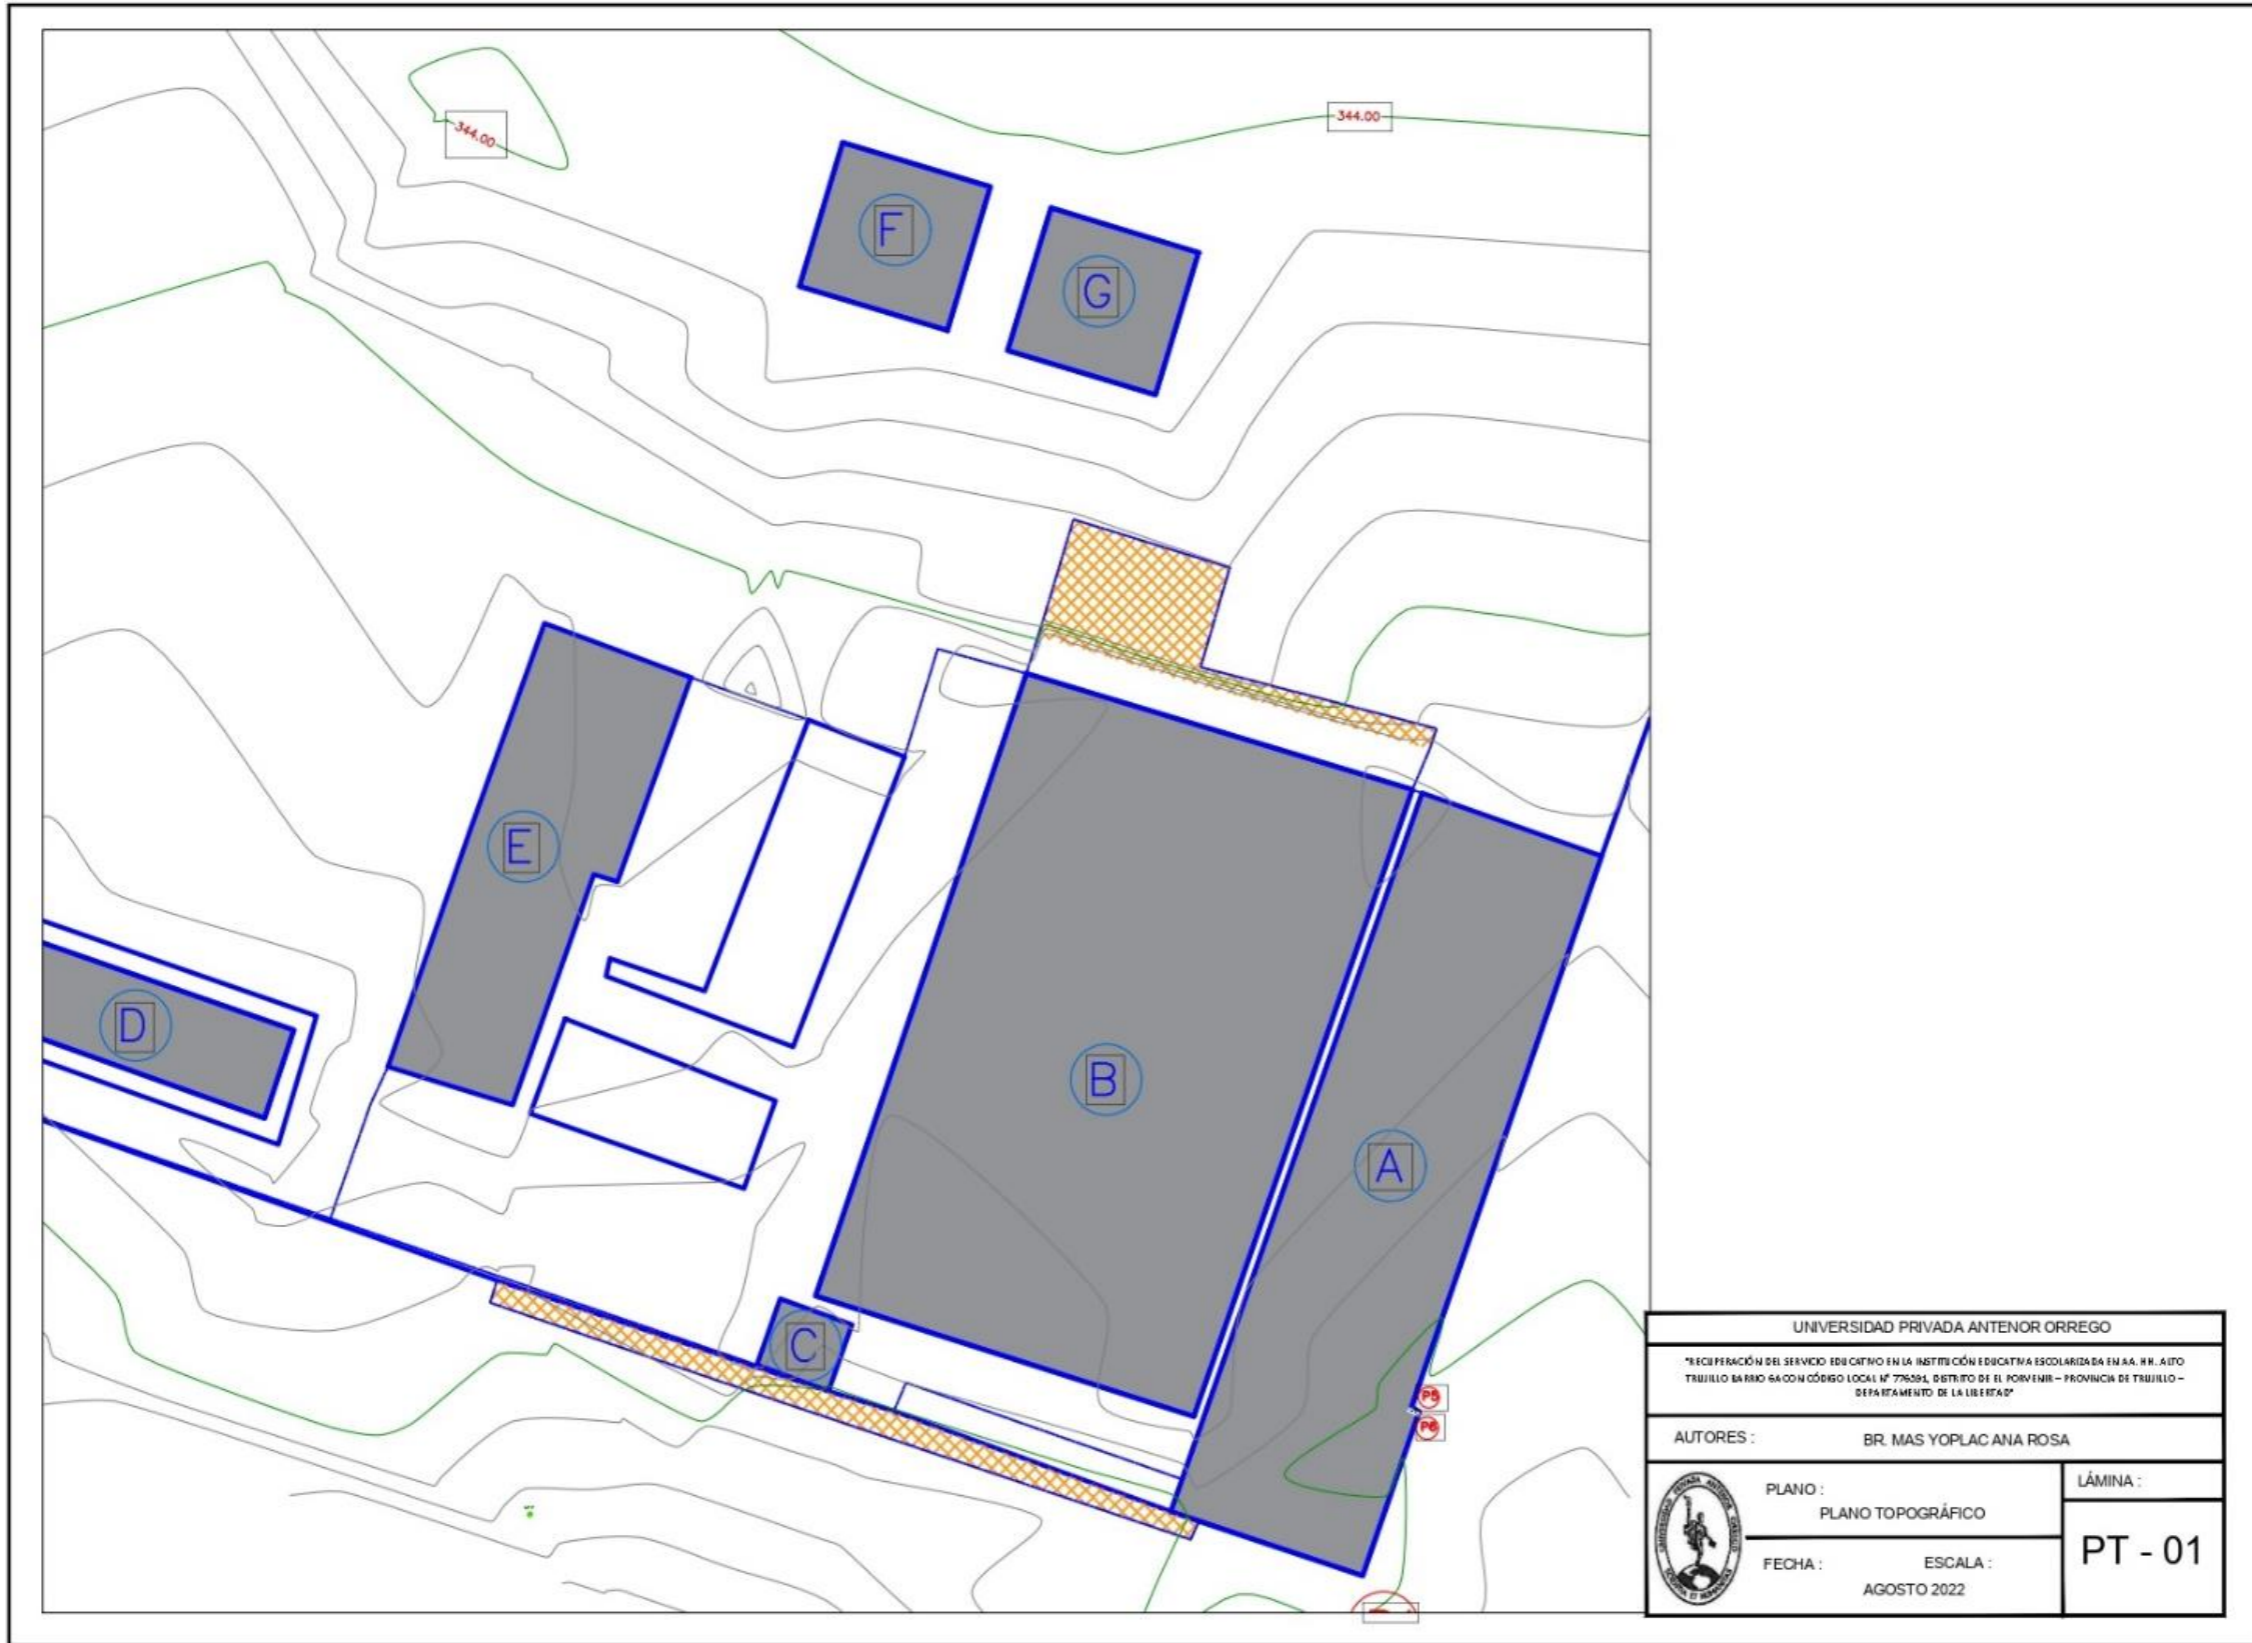 344.00
344.00
F
G
E
D
B
A
C
P5
P6
UNIVERSIDAD PRIVADA ANTENOR ORREGO
"RECUPERACIÓN DEL SERVICIO EDUCATIVO EN LA INSTITUCIÓN EDUCATIVA ESCOLARIZADA EN AA. HH. ALTO
TRUJILLO BARRIO 6A CON CÓDIGO LOCAL N° 776391, DISTRITO DE EL PORVENIR – PROVINCIA DE TRUJILLO –
DEPARTAMENTO DE LA LIBERTAD"
AUTORES : BR. MAS YOPLAC ANA ROSA
PLANO :
PLANO TOPOGRÁFICO
LÁMINA :
PT - 01
FECHA : ESCALA :
AGOSTO 2022